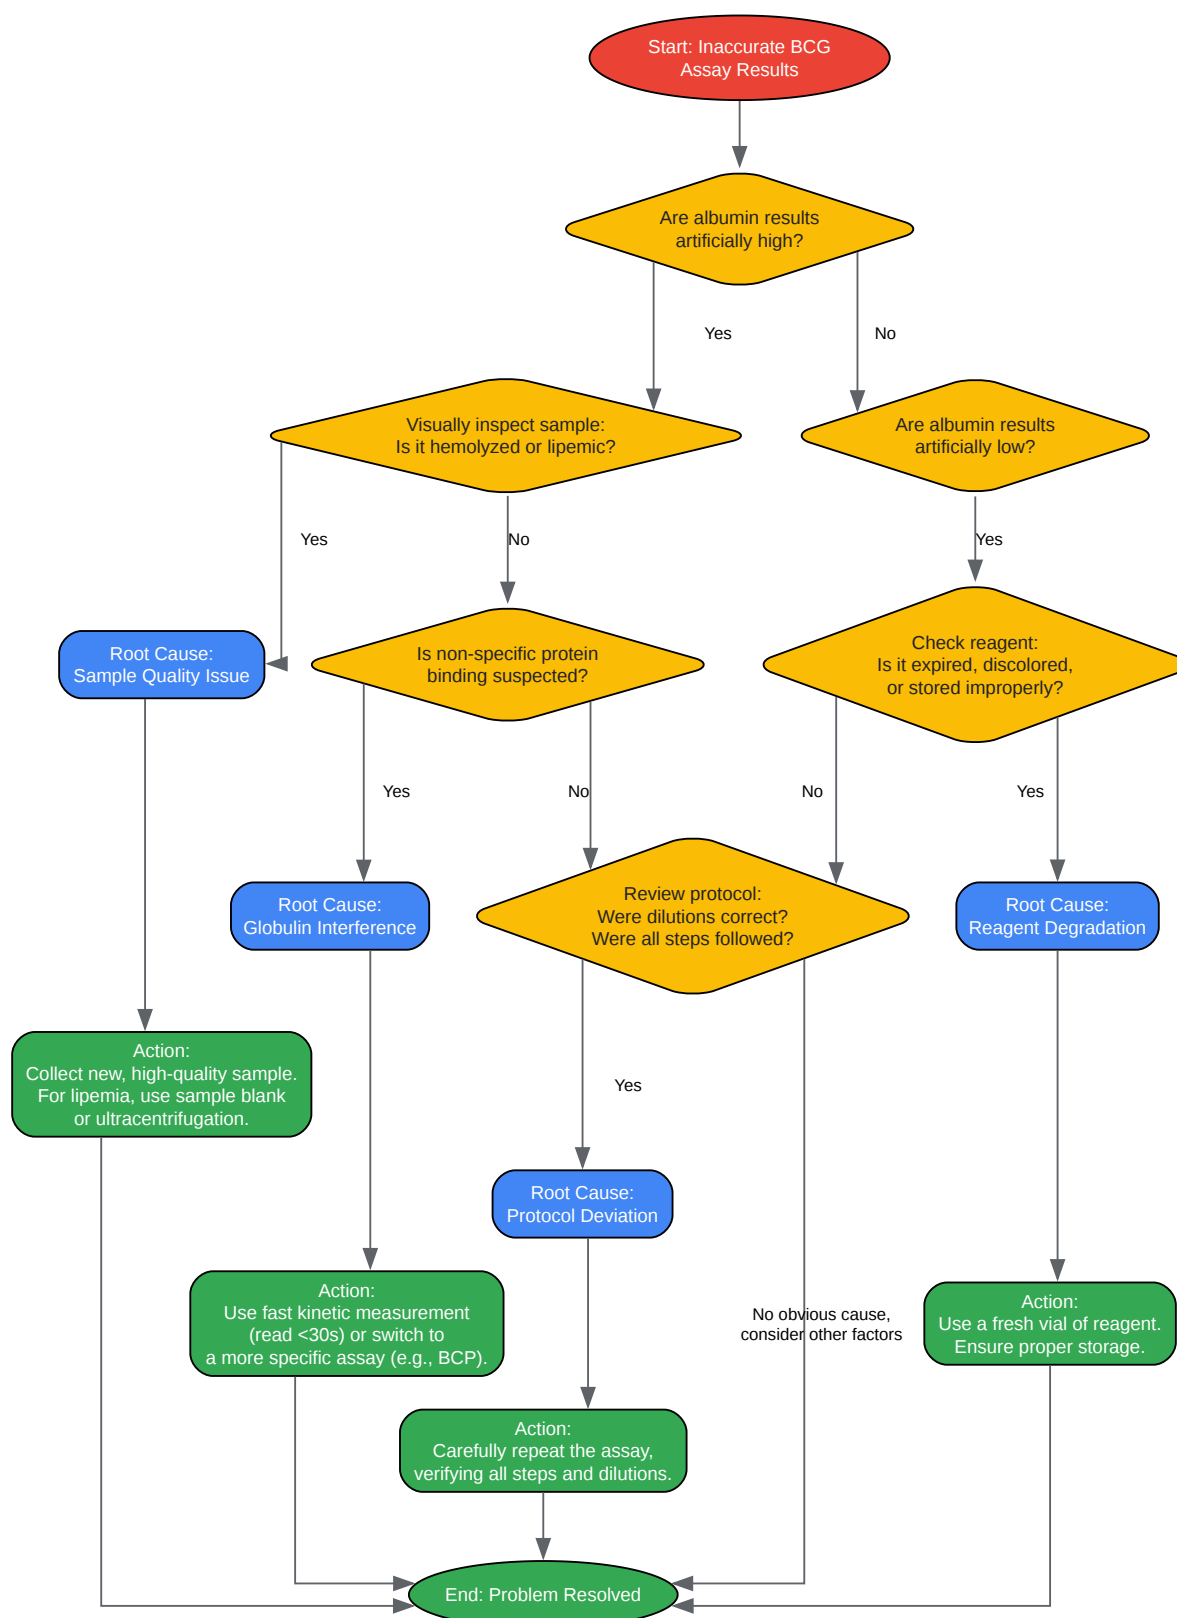 Start: Inaccurate BCG
Assay Results
Are albumin results
artificially high?
Yes
No
Visually inspect sample:
Is it hemolyzed or lipemic?
Are albumin results
artificially low?
Yes
No
Yes
Root Cause:
Sample Quality Issue
Is non-specific protein
binding suspected?
Check reagent:
Is it expired, discolored,
or stored improperly?
Yes
No
No
Yes
Root Cause:
Globulin Interference
Review protocol:
Were dilutions correct?
Were all steps followed?
Root Cause:
Reagent Degradation
Action:
Collect new, high-quality sample.
For lipemia, use sample blank
or ultracentrifugation.
Yes
Root Cause:
Protocol Deviation
Action:
Use fast kinetic measurement
(read <30s) or switch to
a more specific assay (e.g., BCP).
No obvious cause,
consider other factors
Action:
Use a fresh vial of reagent.
Ensure proper storage.
Action:
Carefully repeat the assay,
verifying all steps and dilutions.
End: Problem Resolved